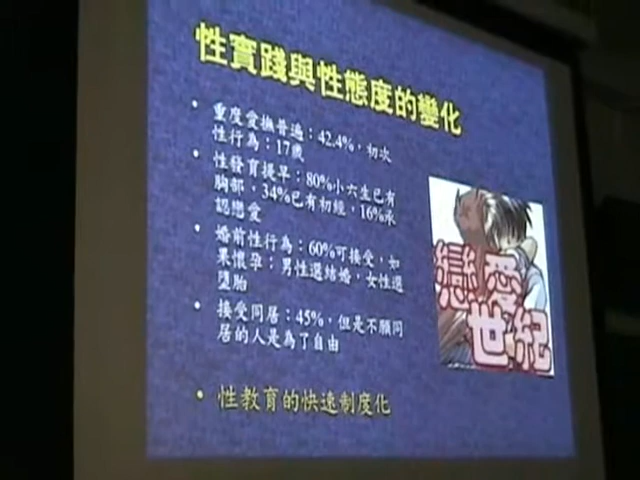 性實踐與性態度的變化
• 重度愛撫普遍：42.4%，初次
性行為：17歲
• 性發育提早：80%小六生已有
胸部，34%已有初經，16%承
認戀愛
• 婚前性行為：60%可接受，如
果懷孕：男性選結婚，女性選
墮胎
• 接受同居：45%，但是不願同
居的人是為了自由
• 性教育的快速制度化
戀愛
世紀